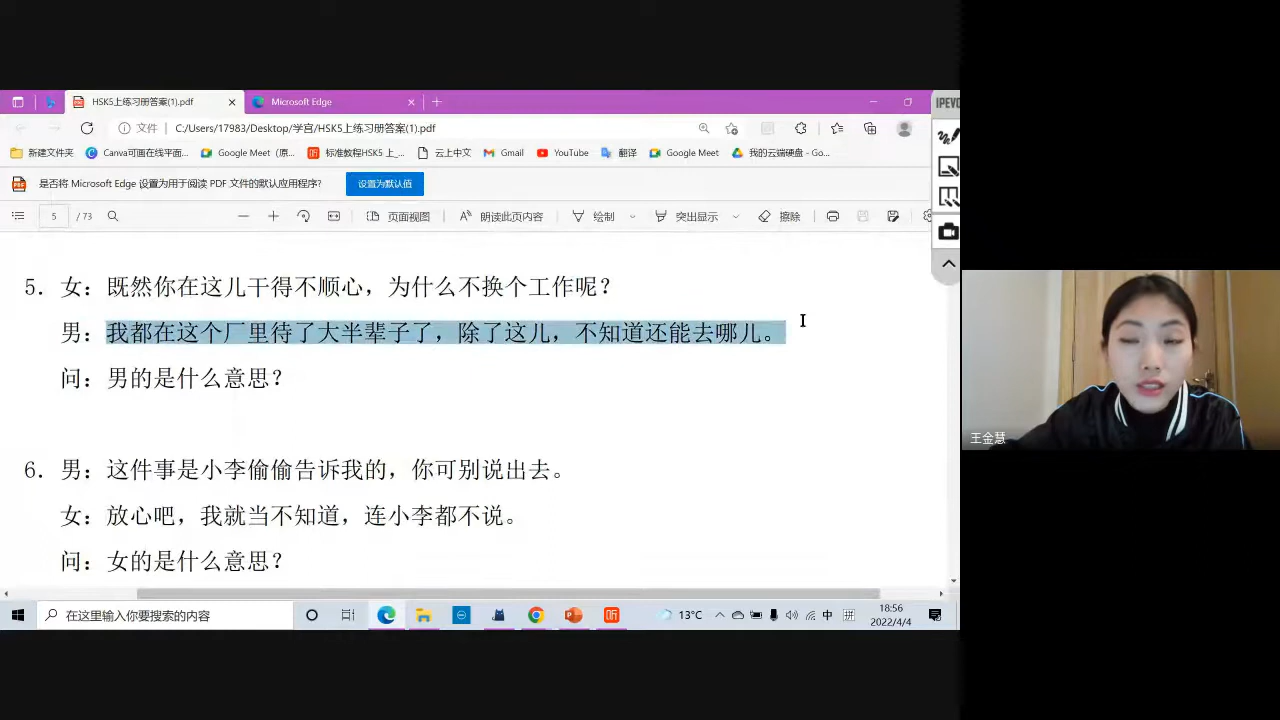 HSK5上练习册答案(1).pdf
Microsoft Edge
IPEVO
文件
C:/Users/17983/Desktop/学宫/HSK5上练习册答案(1).pdf
新建文件夹
Canva可画在线平面...
Google Meet（原...
标准教程HSK5 上_...
云上中文
Gmail
YouTube
翻译
Google Meet
我的云端硬盘 - Go...
是否将 Microsoft Edge 设置为用于阅读 PDF 文件的默认应用程序?
设置为默认值
5 / 73
页面视图
朗读此页内容
绘制
突出显示
擦除
5. 女：既然你在这儿干得不顺心，为什么不换个工作呢？
男：我都在这个厂里待了大半辈子了，除了这儿，不知道还能去哪儿。
问：男的是什么意思？
6. 男：这件事是小李偷偷告诉我的，你可别说出去。
女：放心吧，我就当不知道，连小李都不说。
问：女的是什么意思？
王金慧
在这里输入你要搜索的内容
听
13°C
中
拼
18:56
2022/4/4